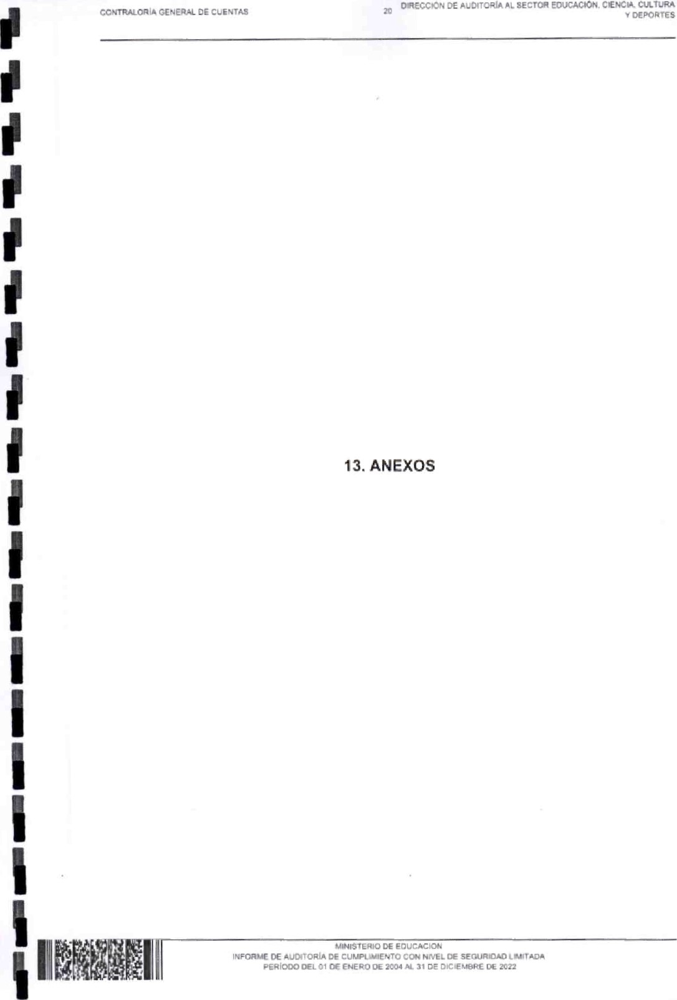 CONTRALORÍA GENERAL DE CUENTAS
20
DIRECCIÓN DE AUDITORÍA AL SECTOR EDUCACIÓN, CIENCIA, CULTURA
Y DEPORTES
13. ANEXOS
MINISTERIO DE EDUCACION
INFORME DE AUDITORÍA DE CUMPLIMIENTO CON NIVEL DE SEGURIDAD LIMITADA
PERÍODO DEL 01 DE ENERO DE 2004 AL 31 DE DICIEMBRE DE 2022